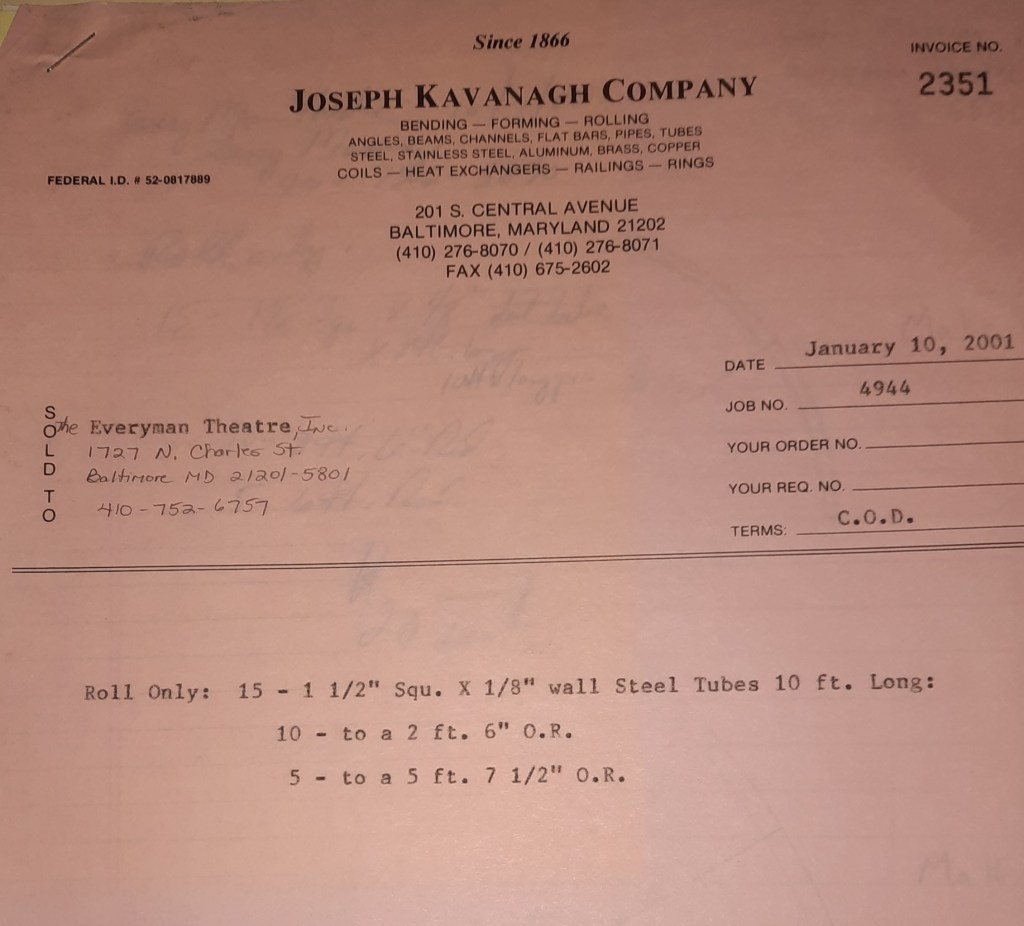 Since 1866
INVOICE NO.
2351
JOSEPH KAVANAGH COMPANY
BENDING — FORMING — ROLLING
ANGLES, BEAMS, CHANNELS, FLAT BARS, PIPES, TUBES
STEEL, STAINLESS STEEL, ALUMINUM, BRASS, COPPER
COILS — HEAT EXCHANGERS — RAILINGS — RINGS
FEDERAL I.D. # 52-0817889
201 S. CENTRAL AVENUE
BALTIMORE, MARYLAND 21202
(410) 276-8070 / (410) 276-8071
FAX (410) 675-2602
DATE January 10, 2001
JOB NO. 4944
YOUR ORDER NO.
YOUR REQ. NO.
TERMS: C.O.D.
SOLD TO
The Everyman Theatre, Inc.
1727 N. Charles St.
Baltimore MD 21201-5801
410-752-6757
Roll Only: 15 - 1 1/2" Squ. X 1/8" wall Steel Tubes 10 ft. Long:
10 - to a 2 ft. 6" O.R.
5 - to a 5 ft. 7 1/2" O.R.